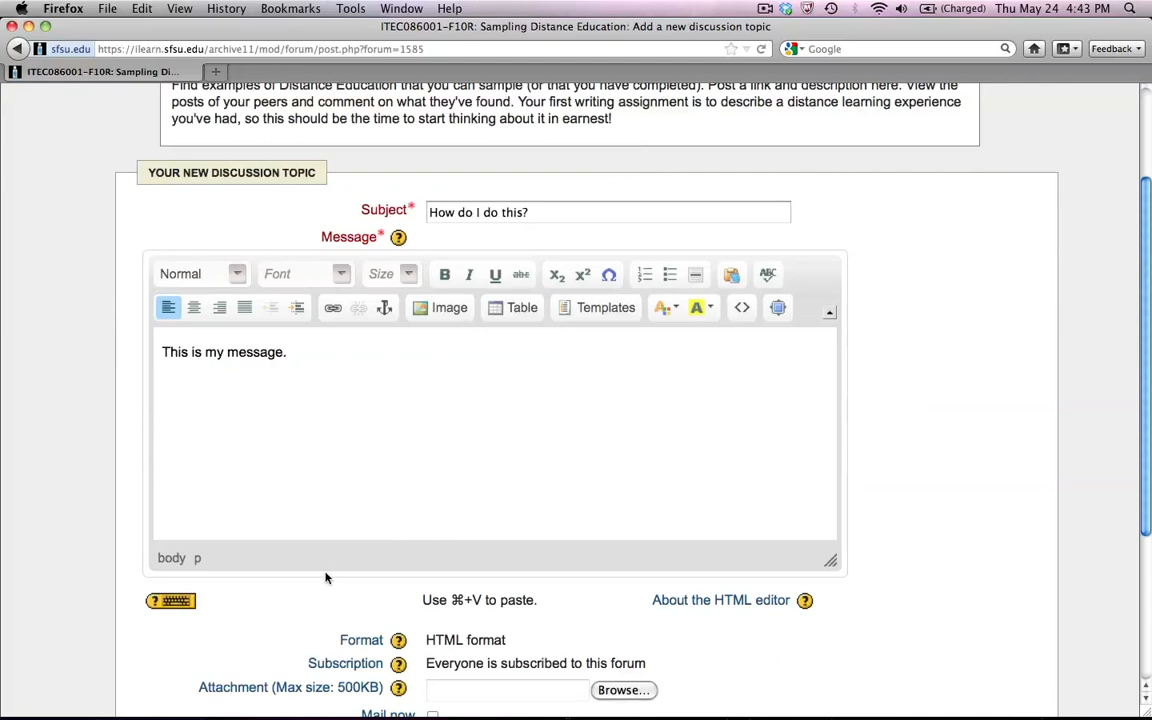 Firefox File Edit View History Bookmarks Tools Window Help (Charged) Thu May 24 4:43 PM
ITEC086001-F10R: Sampling Distance Education: Add a new discussion topic
sfsu.edu https://ilearn.sfsu.edu/archive11/mod/forum/post.php?forum=1585 Google Feedback
ITEC086001-F10R: Sampling Di...
Find examples of Distance Education that you can sample (or that you have completed). Post a link and description here. View the
posts of your peers and comment on what they've found. Your first writing assignment is to describe a distance learning experience
you've had, so this should be the time to start thinking about it in earnest!
YOUR NEW DISCUSSION TOPIC
Subject* How do I do this?
Message* ?
Normal Font Size B I U abc X₂ X² Ω ABC
Image Table Templates A A <>
This is my message.
body p
? Use ⌘+V to paste. About the HTML editor ?
Format ? HTML format
Subscription ? Everyone is subscribed to this forum
Attachment (Max size: 500KB) ? Browse...
Mail now